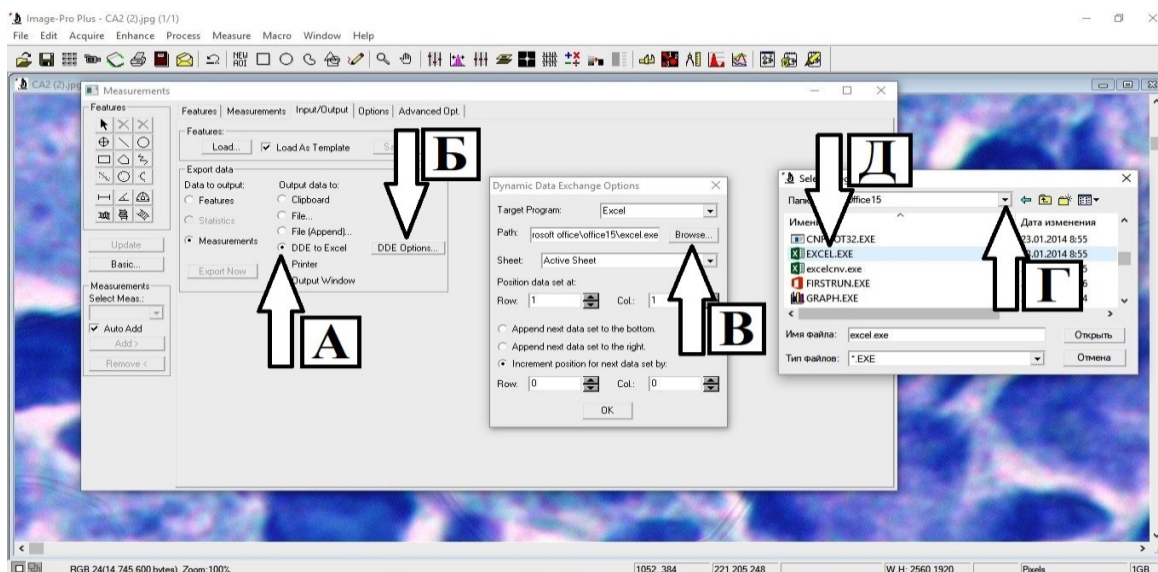 Image-Pro Plus - CA2 (2).jpg (1/1)
File Edit Acquire Enhance Process Measure Macro Window Help
CA2 (2).jpg
Measurements
Features
Features Measurements Input/Output Options Advanced Opt.
Features:
Load... Load As Template
Б
Export data
Data to output: Output data to:
Features Clipboard
Statistics File...
Measurements File (Append)...
DDE to Excel DDE Options...
Printer
Output Window
Export Now
А
Update
Basic...
Measurements
Select Meas.:
Auto Add
Add >
Remove <
Dynamic Data Exchange Options
Target Program: Excel
Path: rosoft office\office15\excel.exe Browse...
Sheet: Active Sheet
Position data set at:
Row: 1 Col.: 1
В
Append next data set to the bottom.
Append next data set to the right.
Increment position for next data set by:
Row: 0 Col.: 0
OK
Д
Дата изменения
23.01.2014 8:55
EXCEL.EXE
excelcnv.exe
FIRSTRUN.EXE
GRAPH.EXE
Г
Имя файла: excel.exe Открыть
Тип файлов: *.EXE Отмена
RGB 24(14,745,600 bytes) Zoom:100% 1052, 384 221.205.248 W,H: 2560,1920 Pixels 1GB